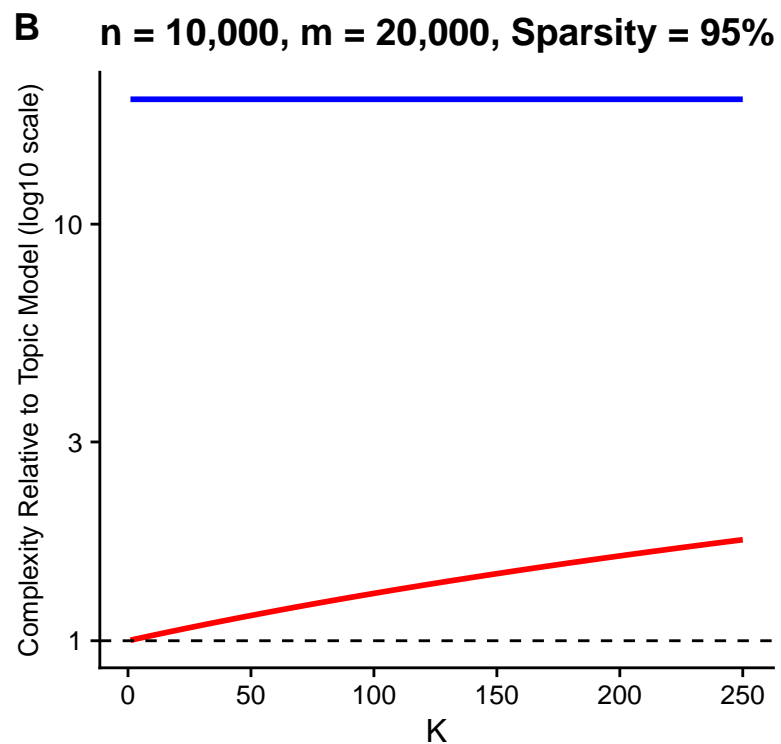 B
n = 10,000, m = 20,000, Sparsity = 95%
Complexity Relative to Topic Model (log10 scale)
10
3
1
0 50 100 150 200 250
K